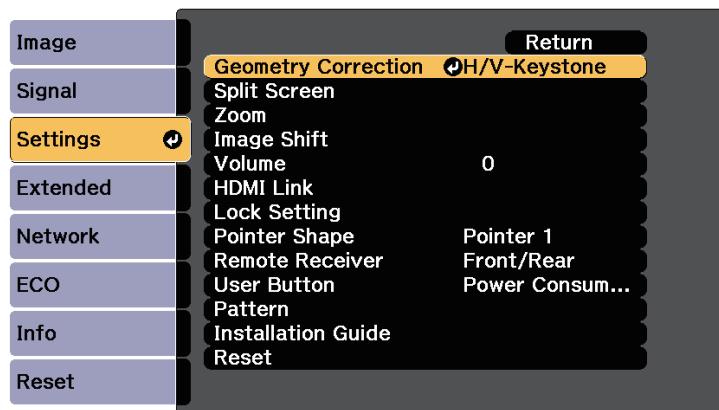 Image
Signal
Settings
Extended
Network
ECO
Info
Reset
Return
Geometry Correction H/V-Keystone
Split Screen
Zoom
Image Shift
Volume 0
HDMI Link
Lock Setting
Pointer Shape Pointer 1
Remote Receiver Front/Rear
User Button Power Consum...
Pattern
Installation Guide
Reset